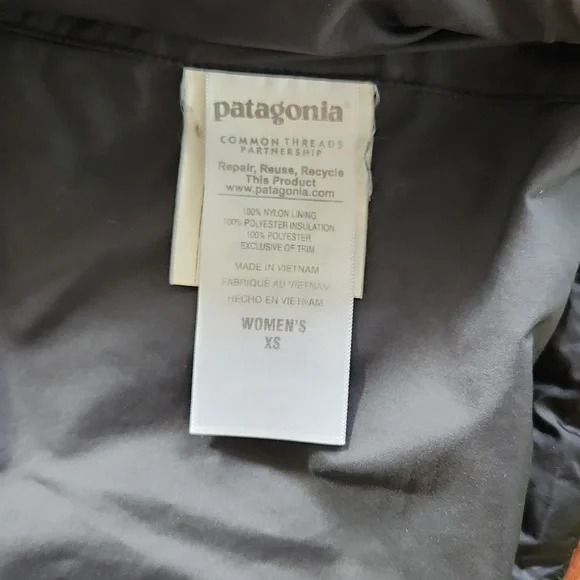 patagonia®
COMMON THREADS
PARTNERSHIP
Repair, Reuse, Recycle
This Product
www.patagonia.com
100% NYLON LINING
100% POLYESTER INSULATION
100% POLYESTER
EXCLUSIVE OF TRIM
MADE IN VIETNAM
FABRIQUÉ AU VIETNAM
HECHO EN VIETNAM
WOMEN'S
XS